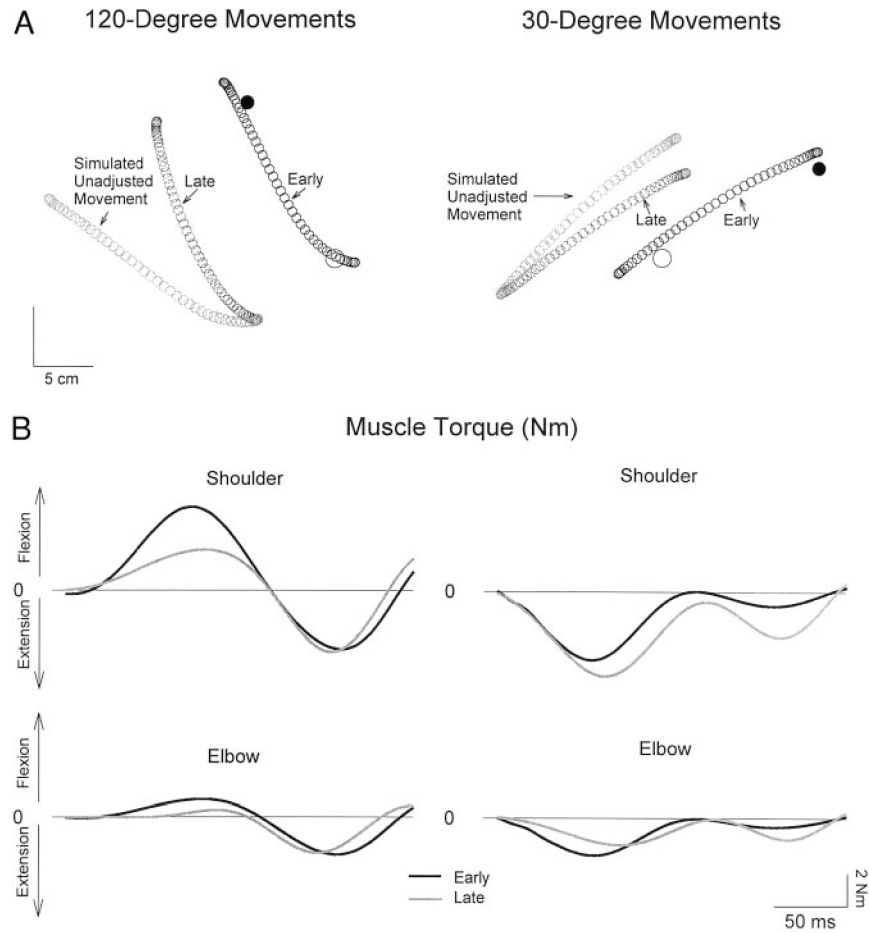 A
120-Degree Movements
30-Degree Movements
Simulated
Unadjusted
Movement
Late
Early
5 cm
Simulated
Unadjusted
Movement
Late
Early
B
Muscle Torque (Nm)
Shoulder
Shoulder
Flexion
0
Extension
0
Elbow
Elbow
Flexion
0
Extension
0
Early
Late
2 Nm
50 ms